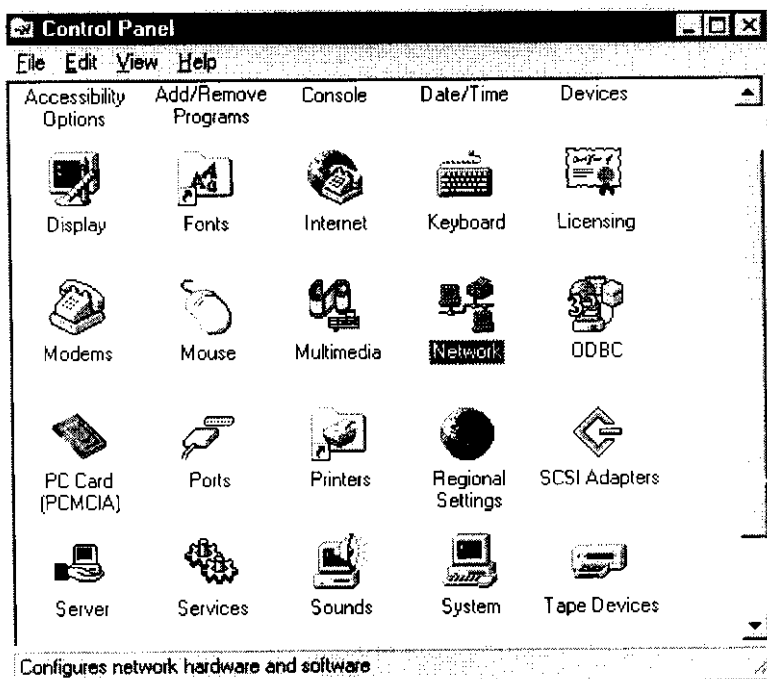 Control Panel
File Edit View Help
Accessibility Options Add/Remove Programs Console Date/Time Devices
Display Fonts Internet Keyboard Licensing
Modems Mouse Multimedia Network ODBC
PC Card (PCMCIA) Ports Printers Regional Settings SCSI Adapters
Server Services Sounds System Tape Devices
Configures network hardware and software